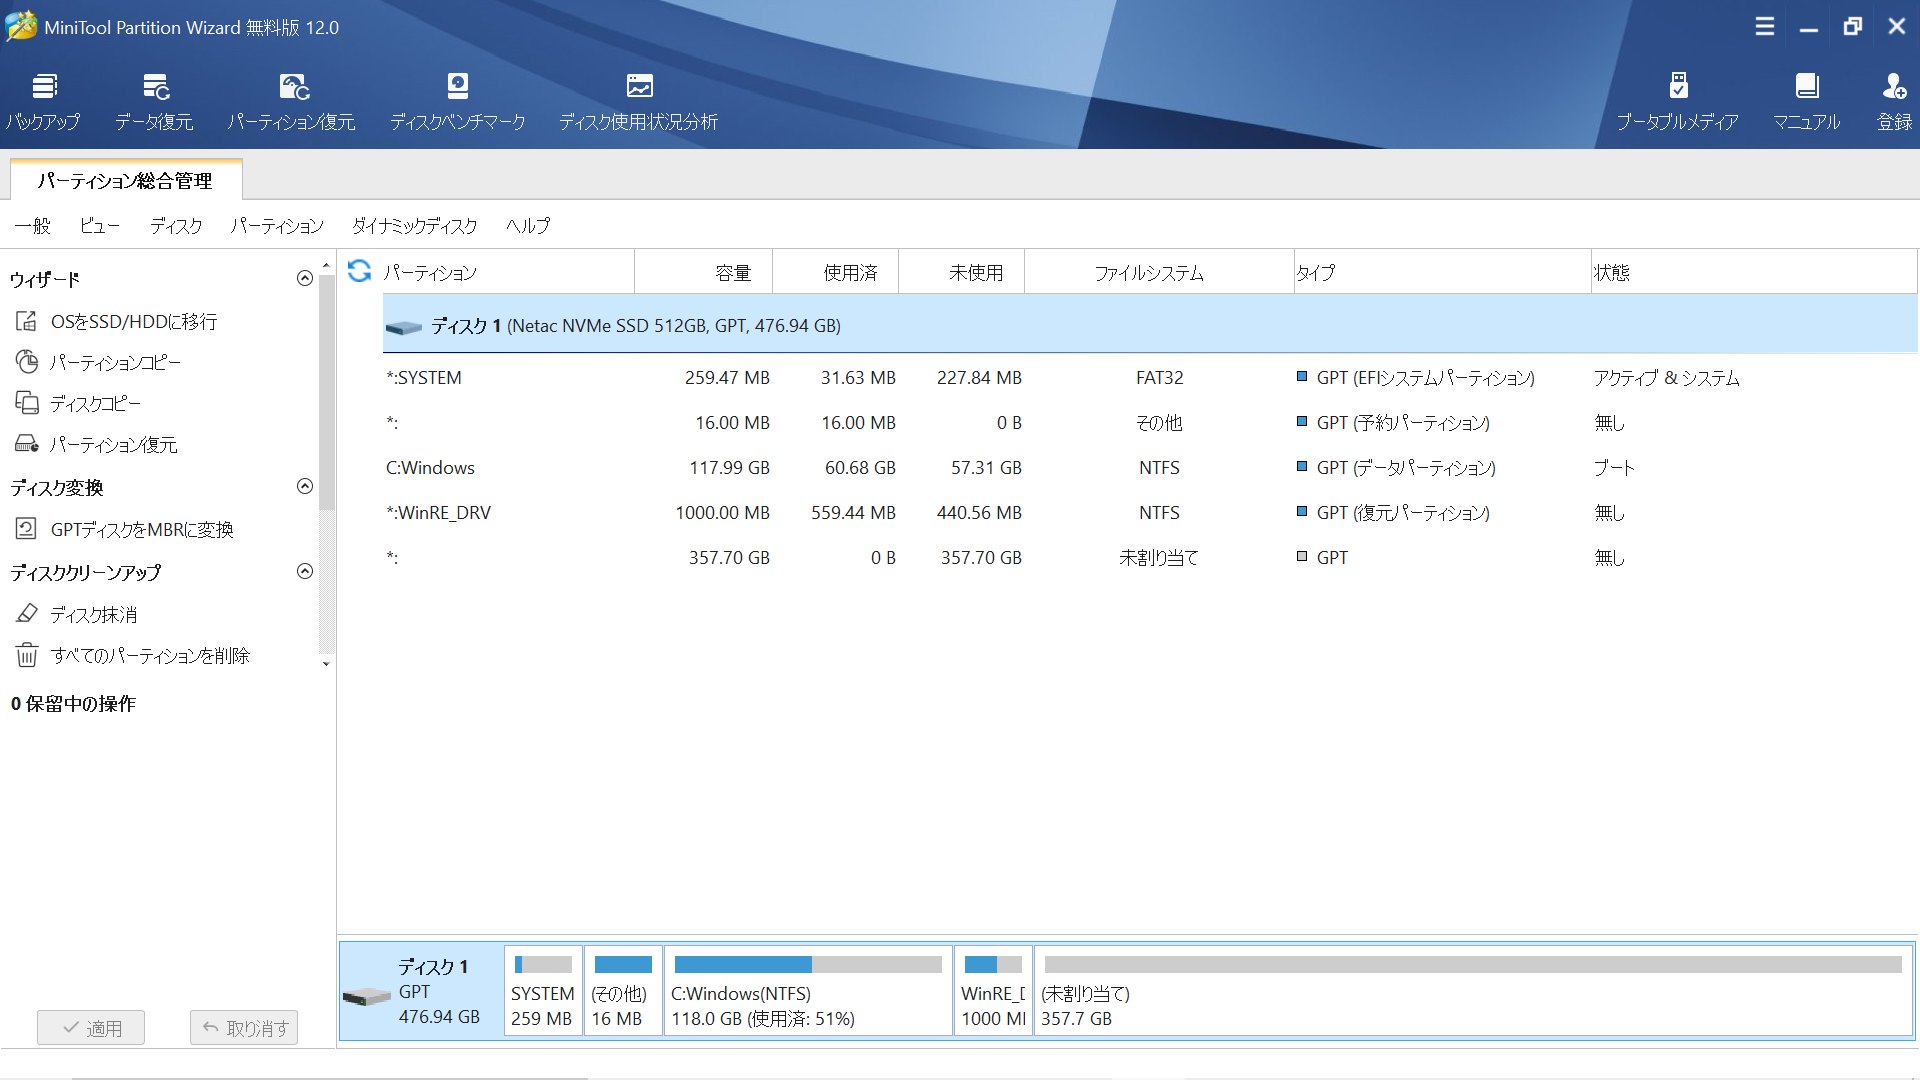 MiniTool Partition Wizard 無料版 12.0
バックアップ データ復元 パーティション復元 ディスクベンチマーク ディスク使用状況分析 ブータブルメディア マニュアル 登録
パーティション総合管理
一般 ビュー ディスク パーティション ダイナミックディスク ヘルプ
ウィザード
OSをSSD/HDDに移行
パーティションコピー
ディスクコピー
パーティション復元
ディスク変換
GPTディスクをMBRに変換
ディスククリーンアップ
ディスク抹消
すべてのパーティションを削除
0 保留中の操作
適用 取り消す
パーティション 容量 使用済 未使用 ファイルシステム タイプ 状態
ディスク 1 (Netac NVMe SSD 512GB, GPT, 476.94 GB)
*:SYSTEM 259.47 MB 31.63 MB 227.84 MB FAT32 GPT (EFIシステムパーティション) アクティブ & システム
*: 16.00 MB 16.00 MB 0 B その他 GPT (予約パーティション) 無し
C:Windows 117.99 GB 60.68 GB 57.31 GB NTFS GPT (データパーティション) ブート
*:WinRE_DRV 1000.00 MB 559.44 MB 440.56 MB NTFS GPT (復元パーティション) 無し
*: 357.70 GB 0 B 357.70 GB 未割り当て GPT 無し
ディスク 1
GPT
476.94 GB
SYSTEM
259 MB
(その他)
16 MB
C:Windows(NTFS)
118.0 GB (使用済: 51%)
WinRE_D
1000 MB
(未割り当て)
357.7 GB